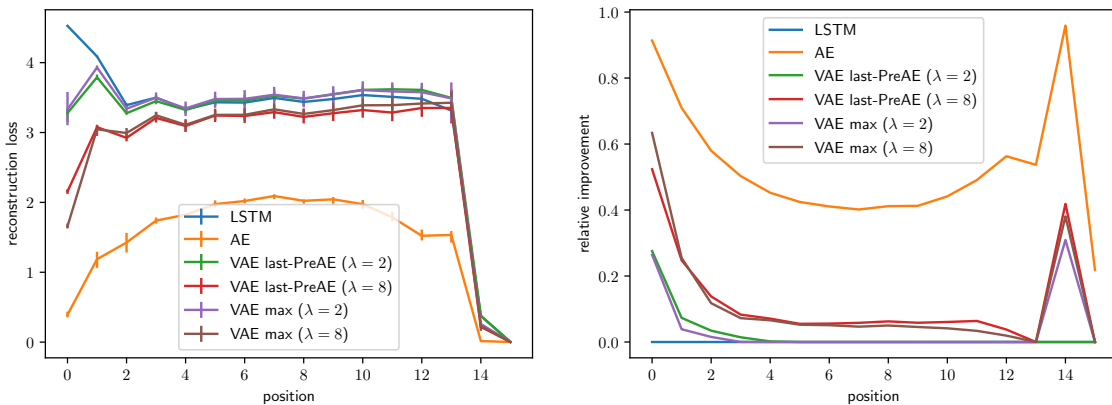 4
3
2
1
0
reconstruction loss
0 2 4 6 8 10 12 14
position
LSTM
AE
VAE last-PreAE (λ = 2)
VAE last-PreAE (λ = 8)
VAE max (λ = 2)
VAE max (λ = 8)
1.0
0.8
0.6
0.4
0.2
0.0
relative improvement
0 2 4 6 8 10 12 14
position
LSTM
AE
VAE last-PreAE (λ = 2)
VAE last-PreAE (λ = 8)
VAE max (λ = 2)
VAE max (λ = 8)